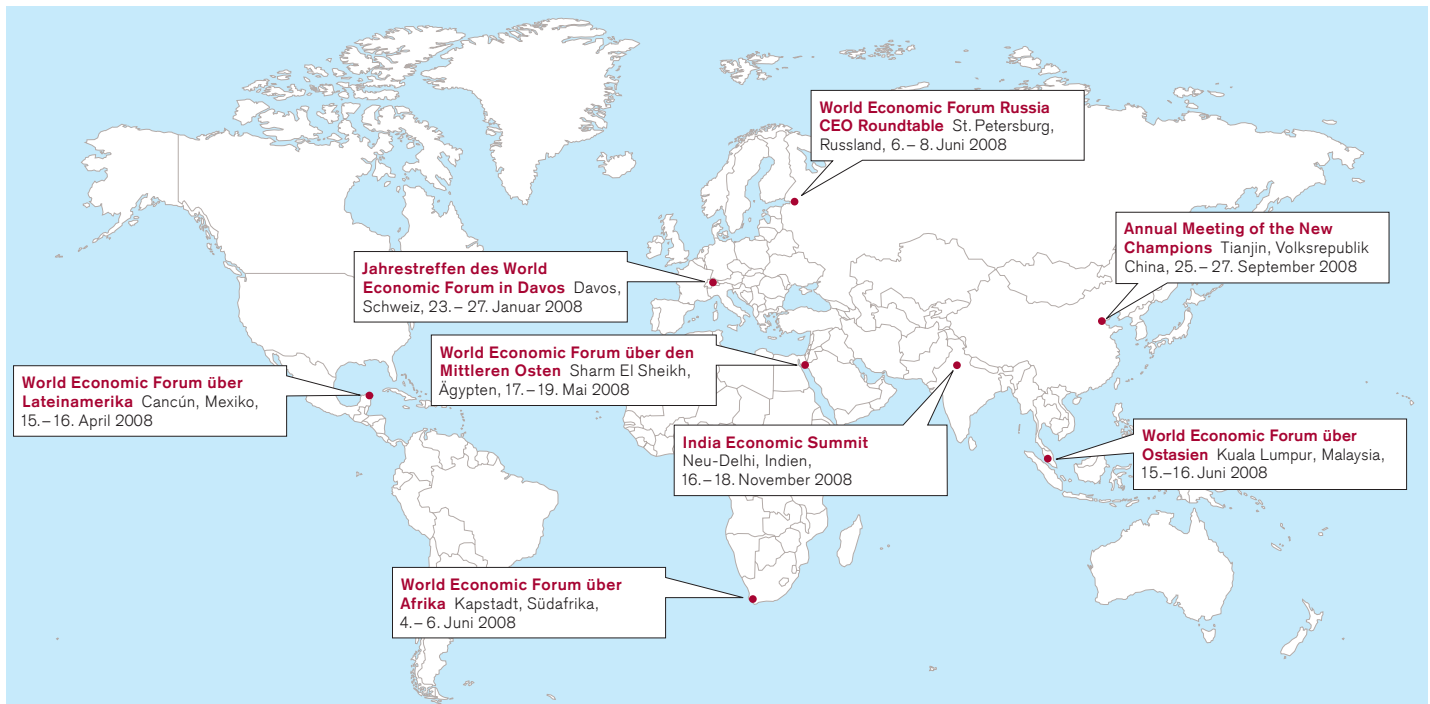 World Economic Forum Russia
CEO Roundtable St. Petersburg,
Russland, 6. – 8. Juni 2008
Annual Meeting of the New
Champions Tianjin, Volksrepublik
China, 25. – 27. September 2008
Jahrestreffen des World
Economic Forum in Davos Davos,
Schweiz, 23. – 27. Januar 2008
World Economic Forum über den
Mittleren Osten Sharm El Sheikh,
Ägypten, 17. – 19. Mai 2008
World Economic Forum über
Lateinamerika Cancún, Mexiko,
15. – 16. April 2008
India Economic Summit
Neu-Delhi, Indien,
16. – 18. November 2008
World Economic Forum über
Ostasien Kuala Lumpur, Malaysia,
15. – 16. Juni 2008
World Economic Forum über
Afrika Kapstadt, Südafrika,
4. – 6. Juni 2008